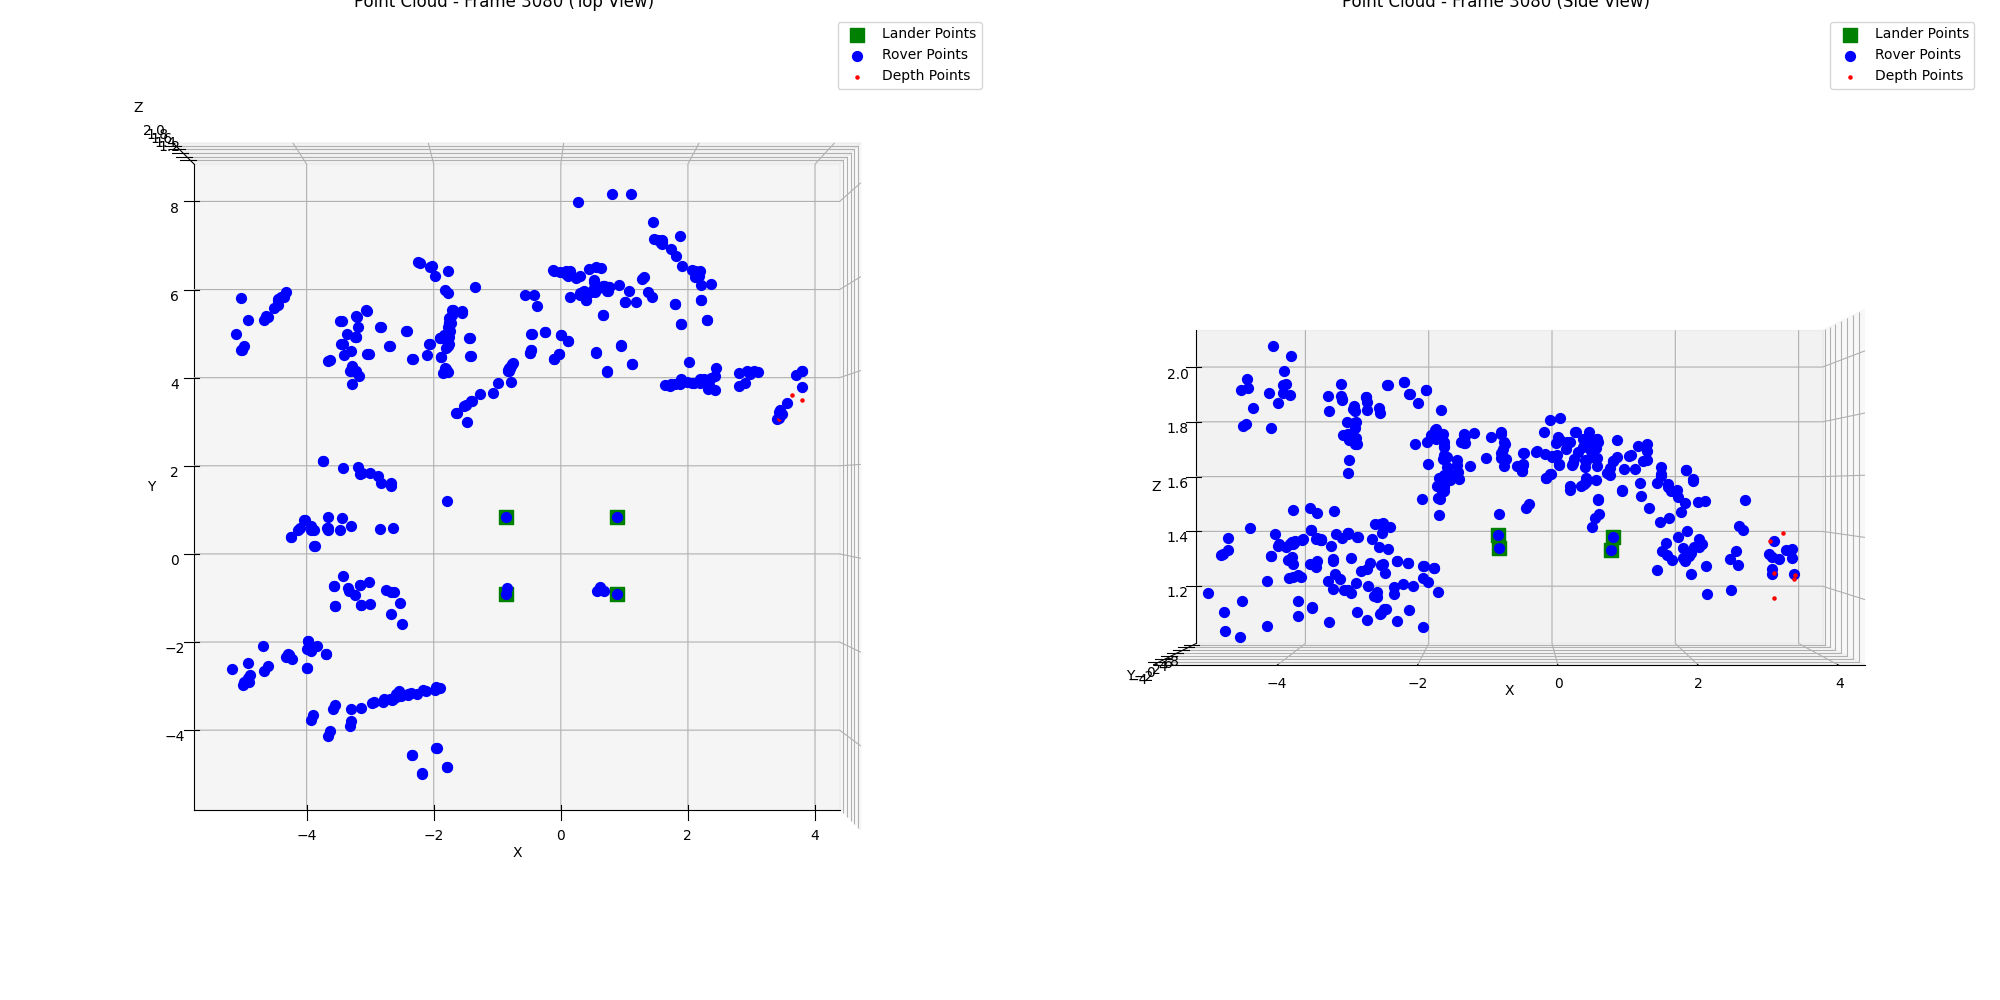 Point Cloud - Frame 3080 (Top View)
Lander Points
Rover Points
Depth Points
Z
2.0
8
6
4
2
0
−2
−4
Y
−4
−2
0
2
4
X
Point Cloud - Frame 3080 (Side View)
Lander Points
Rover Points
Depth Points
2.0
1.8
1.6
1.4
1.2
Z
Y
−4
−2
0
2
4
X